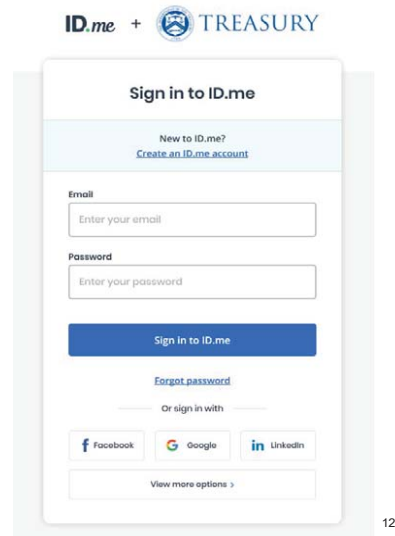 ID.me + TREASURY
Sign in to ID.me
New to ID.me?
Create an ID.me account
Email
Enter your email
Password
Enter your password
Sign in to ID.me
Forgot password
Or sign in with
Facebook Google LinkedIn
View more options >
12